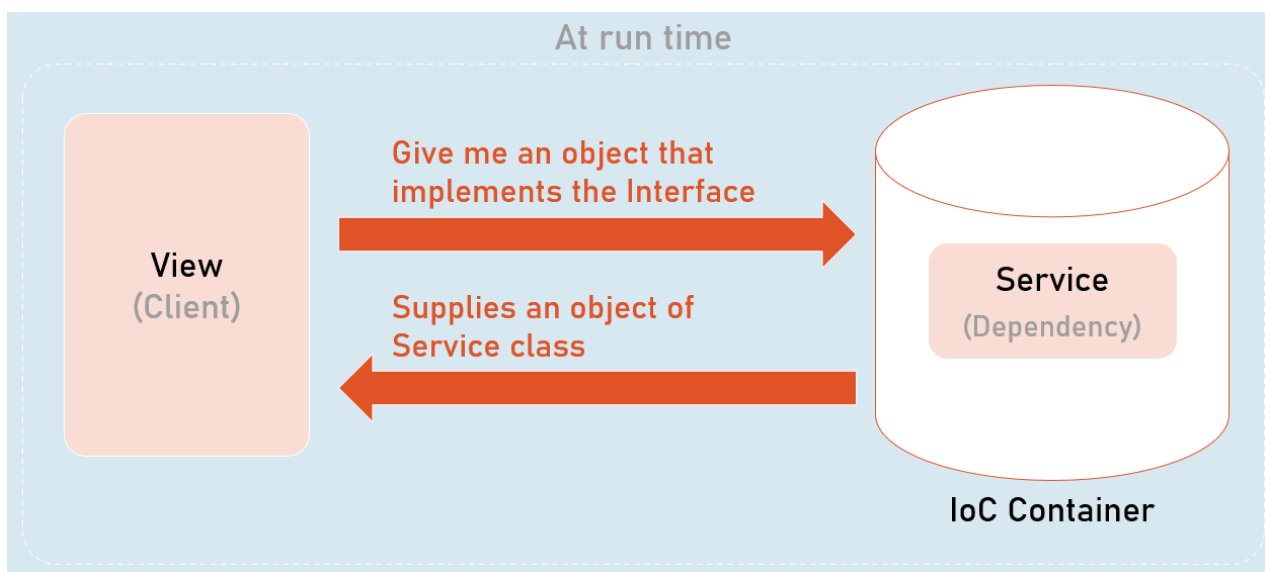 At run time
Give me an object that
implements the Interface
View
(Client)
Supplies an object of
Service class
Service
(Dependency)
IoC Container